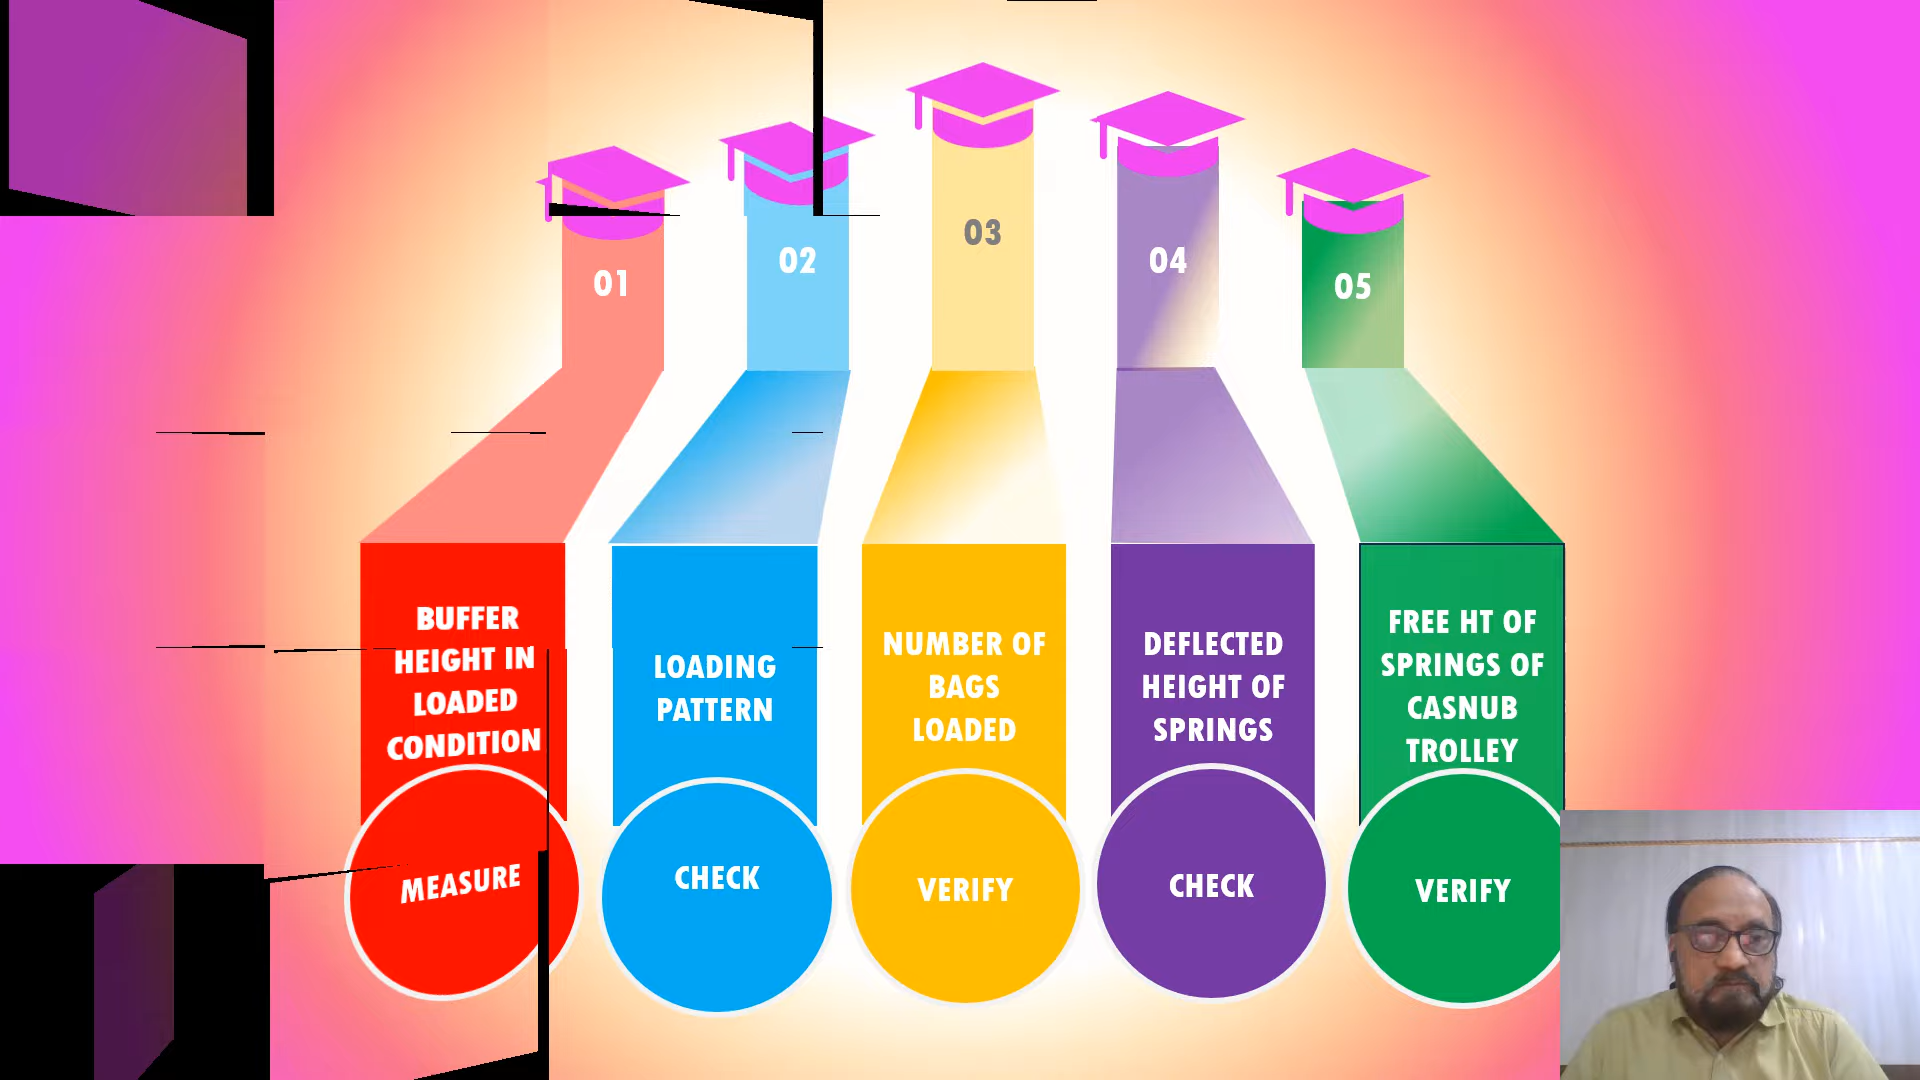 01
02
03
04
05
BUFFER
HEIGHT IN
LOADED
CONDITION
MEASURE
LOADING
PATTERN
CHECK
NUMBER OF
BAGS
LOADED
VERIFY
DEFLECTED
HEIGHT OF
SPRINGS
CHECK
FREE HT OF
SPRINGS OF
CASNUB
TROLLEY
VERIFY